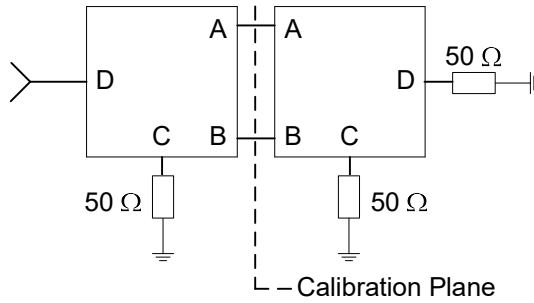 A A
50 Ω
D D
C B B C
50 Ω 50 Ω
Calibration Plane